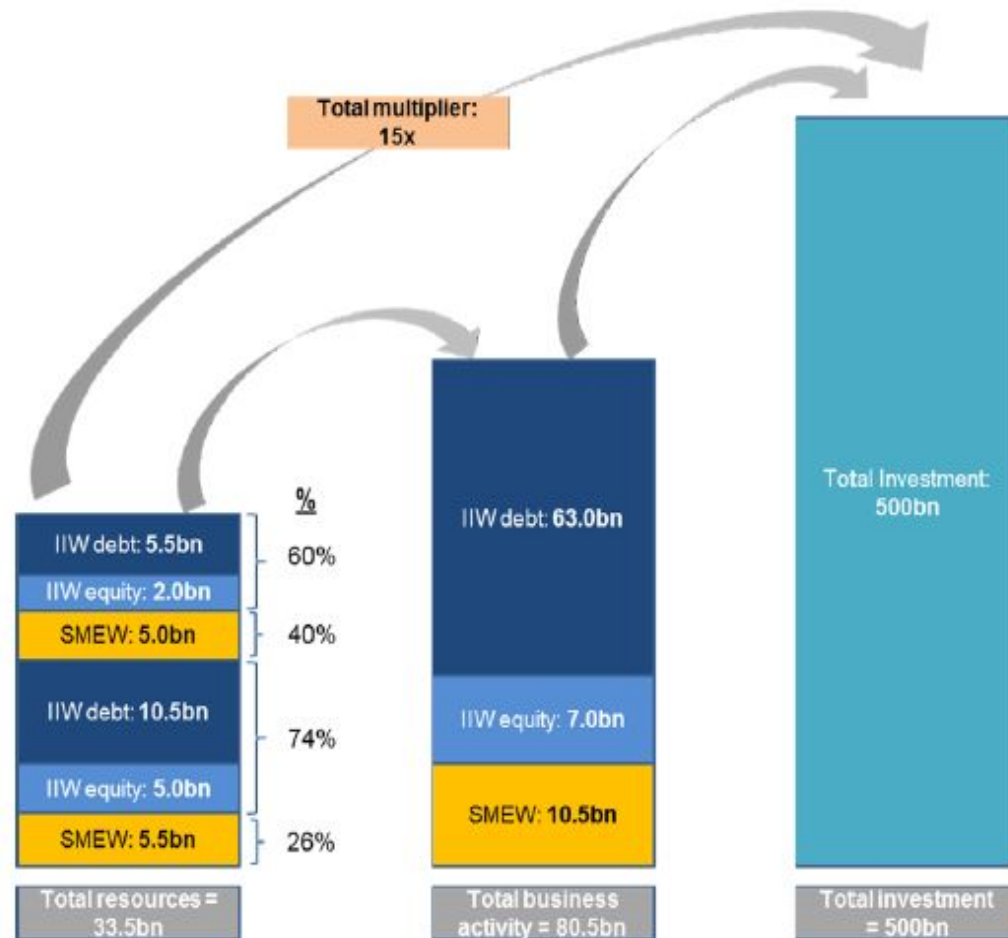 Total multiplier:
15x
Total Investment:
500bn
%
IIW debt: 5.5bn
60%
IIW equity: 2.0bn
SMEW: 5.0bn
40%
IIW debt: 10.5bn
74%
IIW equity: 5.0bn
SMEW: 5.5bn
26%
IIW debt: 63.0bn
IIW equity: 7.0bn
SMEW: 10.5bn
Total resources =
33.5bn
Total business
activity = 80.5bn
Total investment
= 500bn